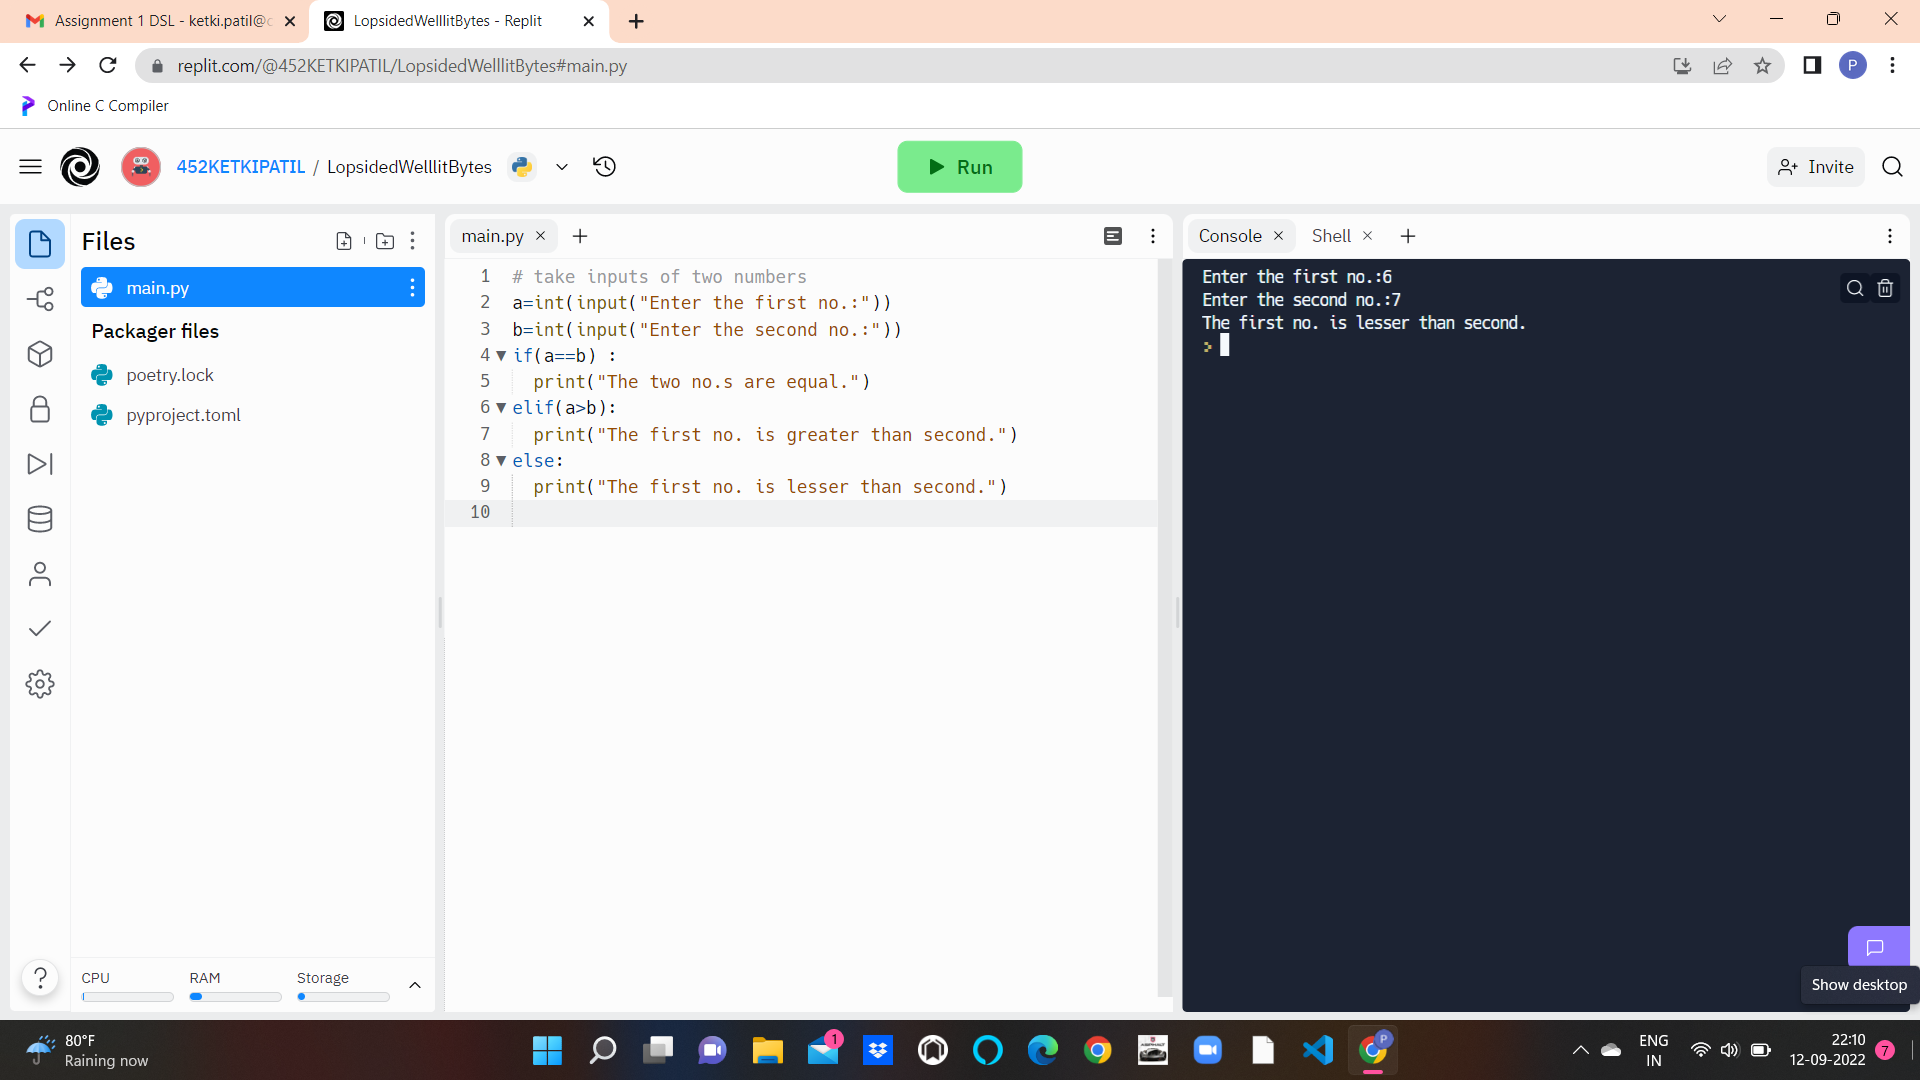 Assignment 1 DSL - ketki.patil@
LopsidedWelllitBytes - Replit
replit.com/@452KETKIPATIL/LopsidedWelllitBytes#main.py
P
Online C Compiler
452KETKIPATIL / LopsidedWelllitBytes
Run
Invite
Files
main.py
Packager files
poetry.lock
pyproject.toml
CPU
RAM
Storage
main.py
1 # take inputs of two numbers
2 a=int(input("Enter the first no.:"))
3 b=int(input("Enter the second no.:"))
4 if(a==b) :
5 print("The two no.s are equal.")
6 elif(a>b):
7 print("The first no. is greater than second.")
8 else:
9 print("The first no. is lesser than second.")
10
Console
Shell
Enter the first no.:6
Enter the second no.:7
The first no. is lesser than second.
>
Show desktop
80°F
Raining now
1
P
ENG
IN
22:10
12-09-2022
7